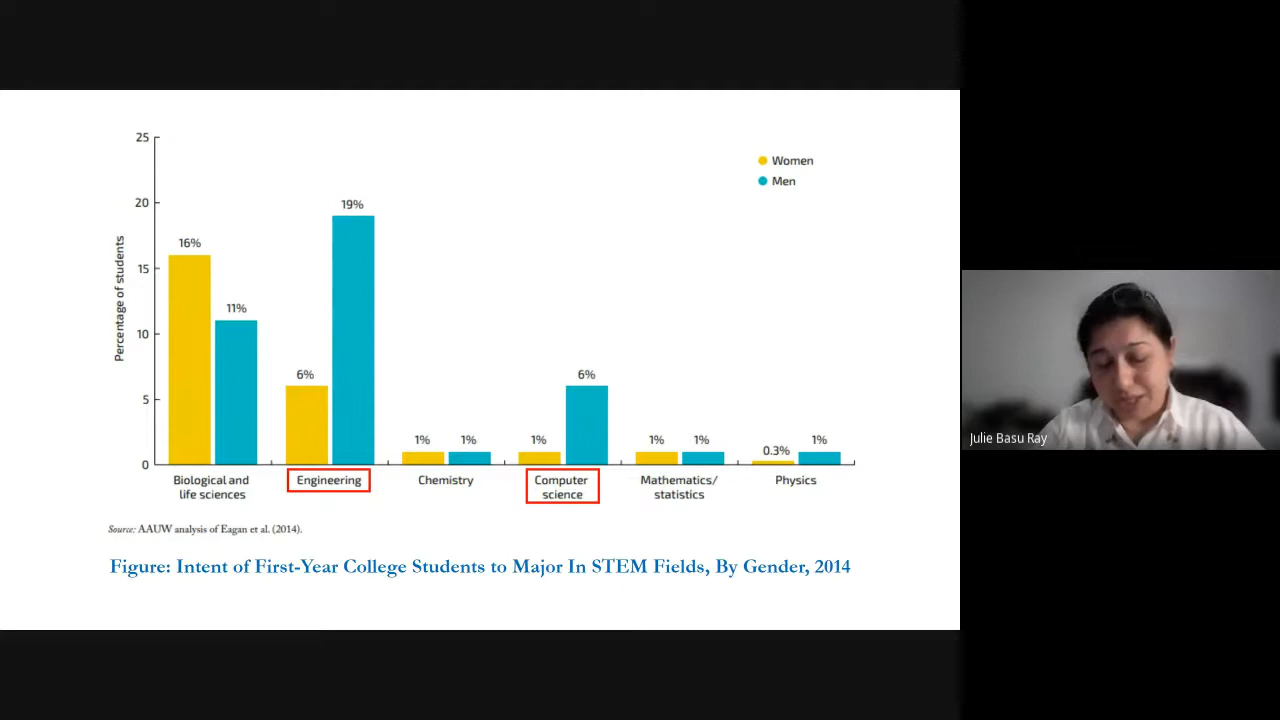 25
20
15
10
5
0
Percentage of students
Women
Men
16%
11%
6%
19%
1%
1%
1%
6%
1%
1%
0.3%
1%
Biological and
life sciences
Engineering
Chemistry
Computer
science
Mathematics/
statistics
Physics
Source: AAUW analysis of Eagan et al. (2014).
Figure: Intent of First-Year College Students to Major In STEM Fields, By Gender, 2014
Julie Basu Ray